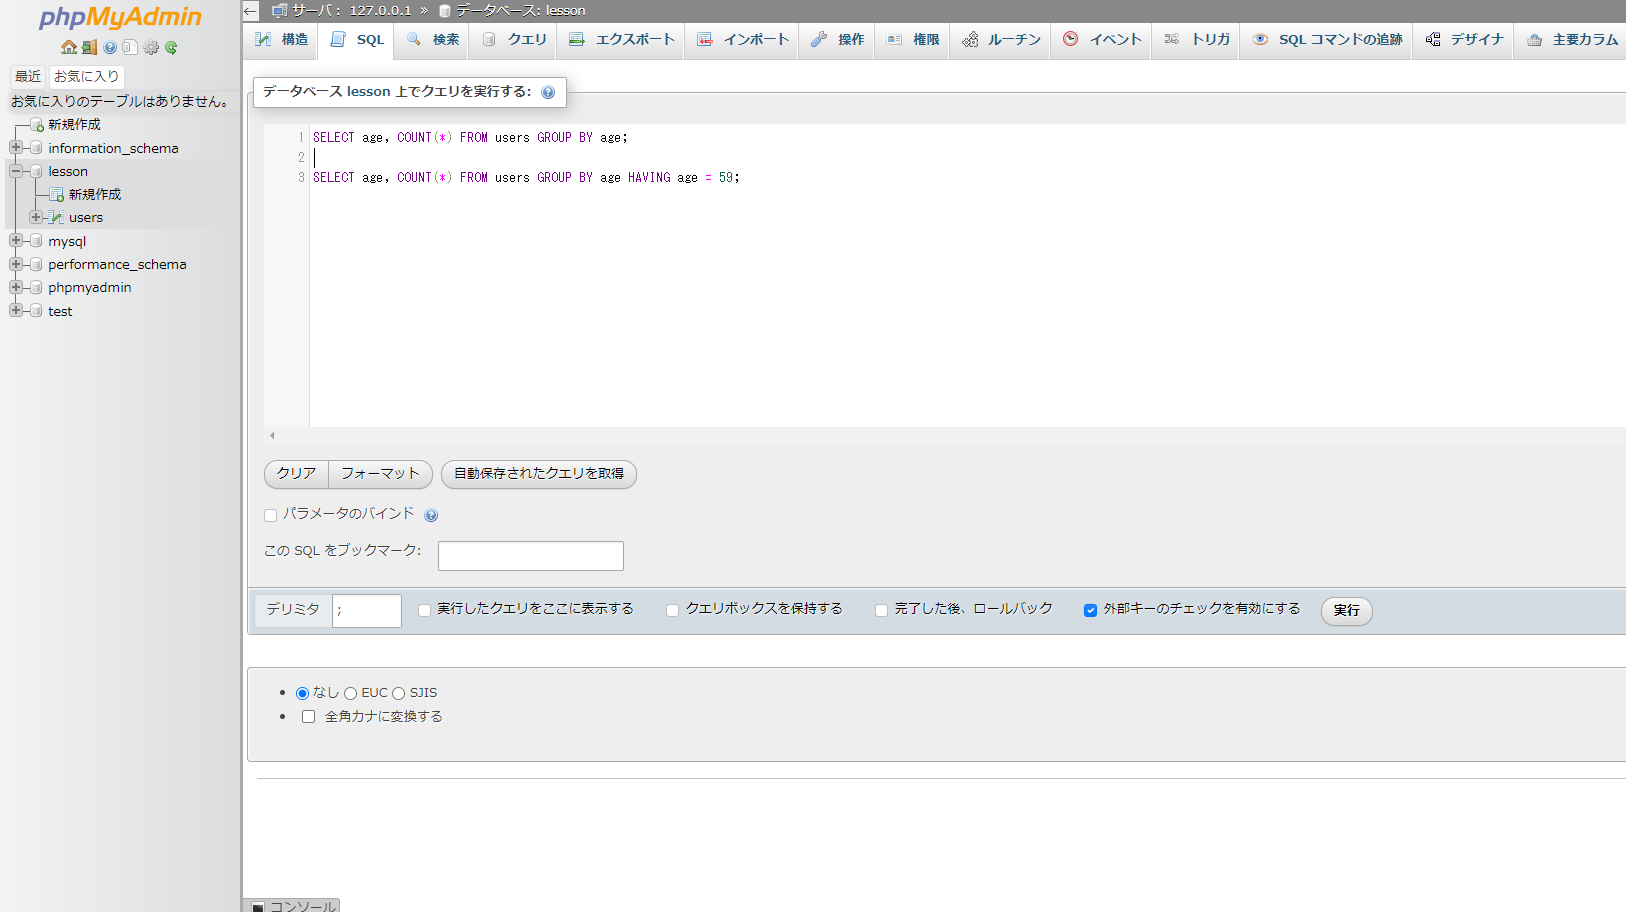 phpMyAdmin
最近 お気に入り
お気に入りのテーブルはありません。
新規作成
information_schema
lesson
新規作成
users
mysql
performance_schema
phpmyadmin
test
サーバ: 127.0.0.1 » データベース: lesson
構造 SQL 検索 クエリ エクスポート インポート 操作 権限 ルーチン イベント トリガ SQL コマンドの追跡 デザイナ 主要カラム
データベース lesson 上でクエリを実行する:
1 SELECT age, COUNT(*) FROM users GROUP BY age;
2
3 SELECT age, COUNT(*) FROM users GROUP BY age HAVING age = 59;
クリア フォーマット 自動保存されたクエリを取得
パラメータのバインド
この SQL をブックマーク:
デリミタ ; 実行したクエリをここに表示する クエリボックスを保持する 完了した後、ロールバック 外部キーのチェックを有効にする 実行
• なし EUC SJIS
• 全角カナに変換する
コンソール